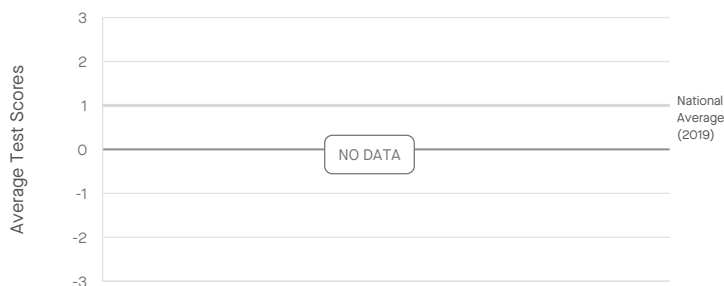 3
2
1
0
-1
-2
-3
Average Test Scores
NO DATA
National
Average
(2019)